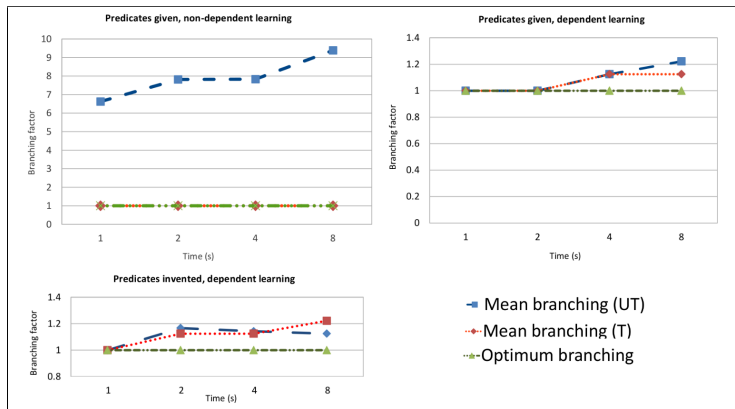 Predicates given, non-dependent learning
10
9
8
7
6
5
4
3
2
1
0
Branching factor
1 2 4 8
Time (s)
Predicates given, dependent learning
1.4
1.2
1
0.8
0.6
0.4
0.2
0
Branching factor
1 2 4 8
Time (s)
Predicates invented, dependent learning
1.4
1.2
1
0.8
Branching factor
1 2 4 8
Time (s)
Mean branching (UT)
Mean branching (T)
Optimum branching